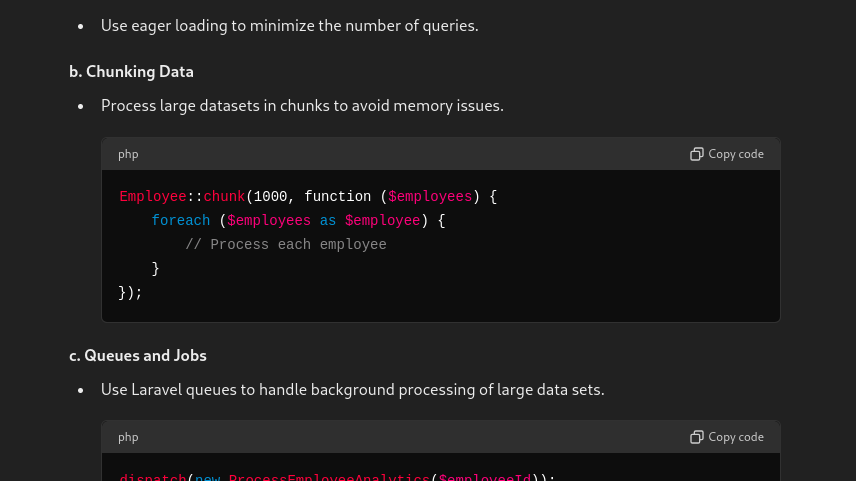 Use eager loading to minimize the number of queries.
b. Chunking Data
Process large datasets in chunks to avoid memory issues.
php
Copy code
Employee::chunk(1000, function ($employees) {
    foreach ($employees as $employee) {
        // Process each employee
    }
});
c. Queues and Jobs
Use Laravel queues to handle background processing of large data sets.
php
Copy code
dispatch(new ProcessEmployeeAnalytics($employeeId));